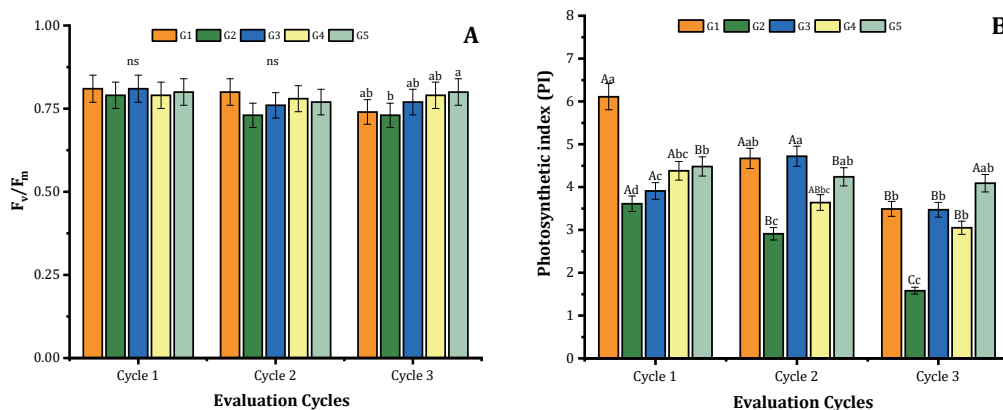 A
G1 G2 G3 G4 G5
ns ns ab b ab ab a
1.00
0.75
0.50
0.25
0.00
Fv/Fm
Cycle 1 Cycle 2 Cycle 3
Evaluation Cycles
B
G1 G2 G3 G4 G5
Aa Ad Ac Abc Bb
Aab Bc Aa ABbc Bab
Bb Cc Bb Bb Aab
8
7
6
5
4
3
2
1
0
Photosynthetic index (PI)
Cycle 1 Cycle 2 Cycle 3
Evaluation Cycles